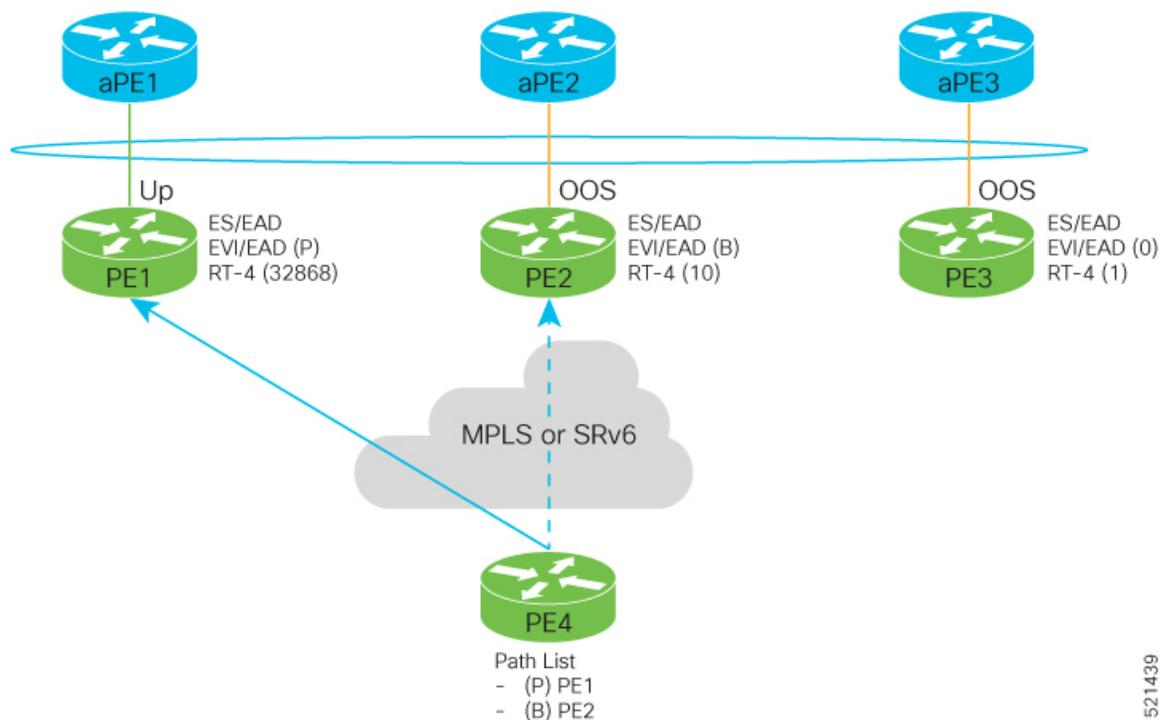 aPE1
aPE2
aPE3
Up
OOS
OOS
PE1
ES/EAD
EVI/EAD (P)
RT-4 (32868)
PE2
ES/EAD
EVI/EAD (B)
RT-4 (10)
PE3
ES/EAD
EVI/EAD (0)
RT-4 (1)
MPLS or SRv6
PE4
Path List
- (P) PE1
- (B) PE2
521439